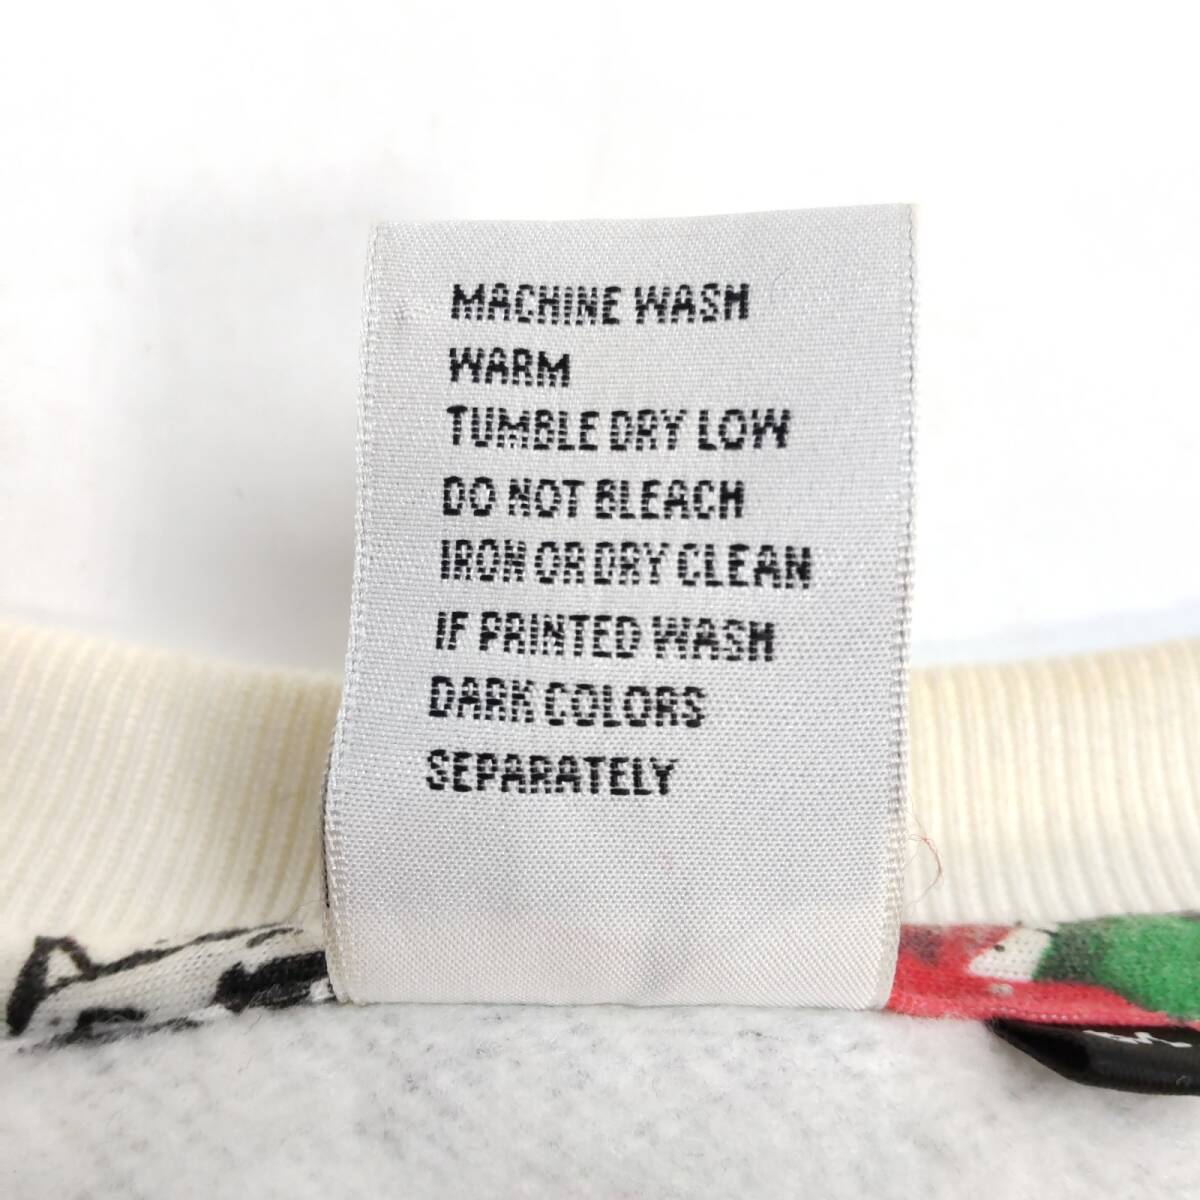 MACHINE WASH
WARM
TUMBLE DRY LOW
DO NOT BLEACH
IRON OR DRY CLEAN
IF PRINTED WASH
DARK COLORS
SEPARATELY